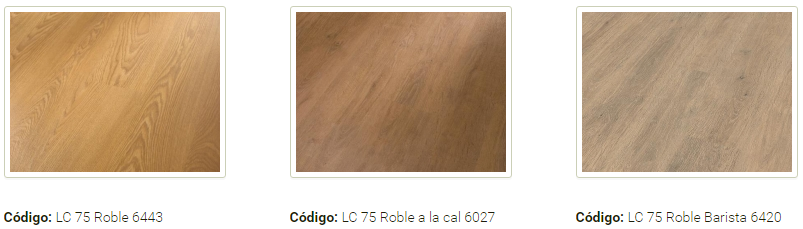 Código: LC 75 Roble 6443
Código: LC 75 Roble a la cal 6027
Código: LC 75 Roble Barista 6420